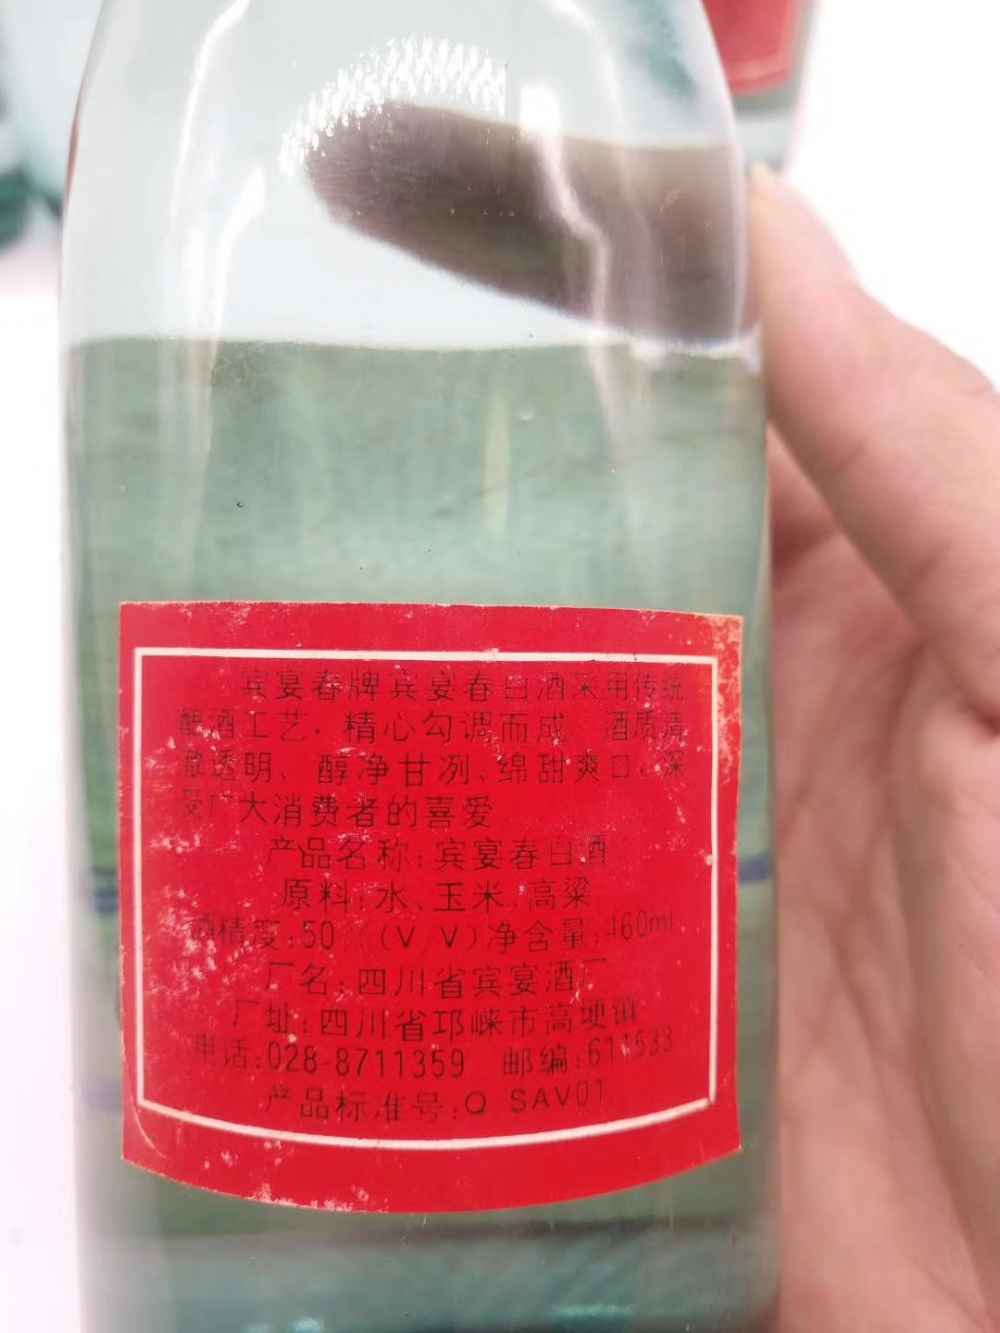 宾宴春牌宾宴春白酒采用传统
酿酒工艺.精心勾调而成 酒质清
澈透明、醇净甘冽、绵甜爽口.深
受广大消费者的喜爱
产品名称:宾宴春白酒
原料:水、玉米.高粱
酒精度:50 (V V)净含量:460ml
厂名:四川省宾宴酒厂
厂址:四川省邛崃市高埂镇
电话:028-8711359 邮编:611533
产品标准号:Q SAV01